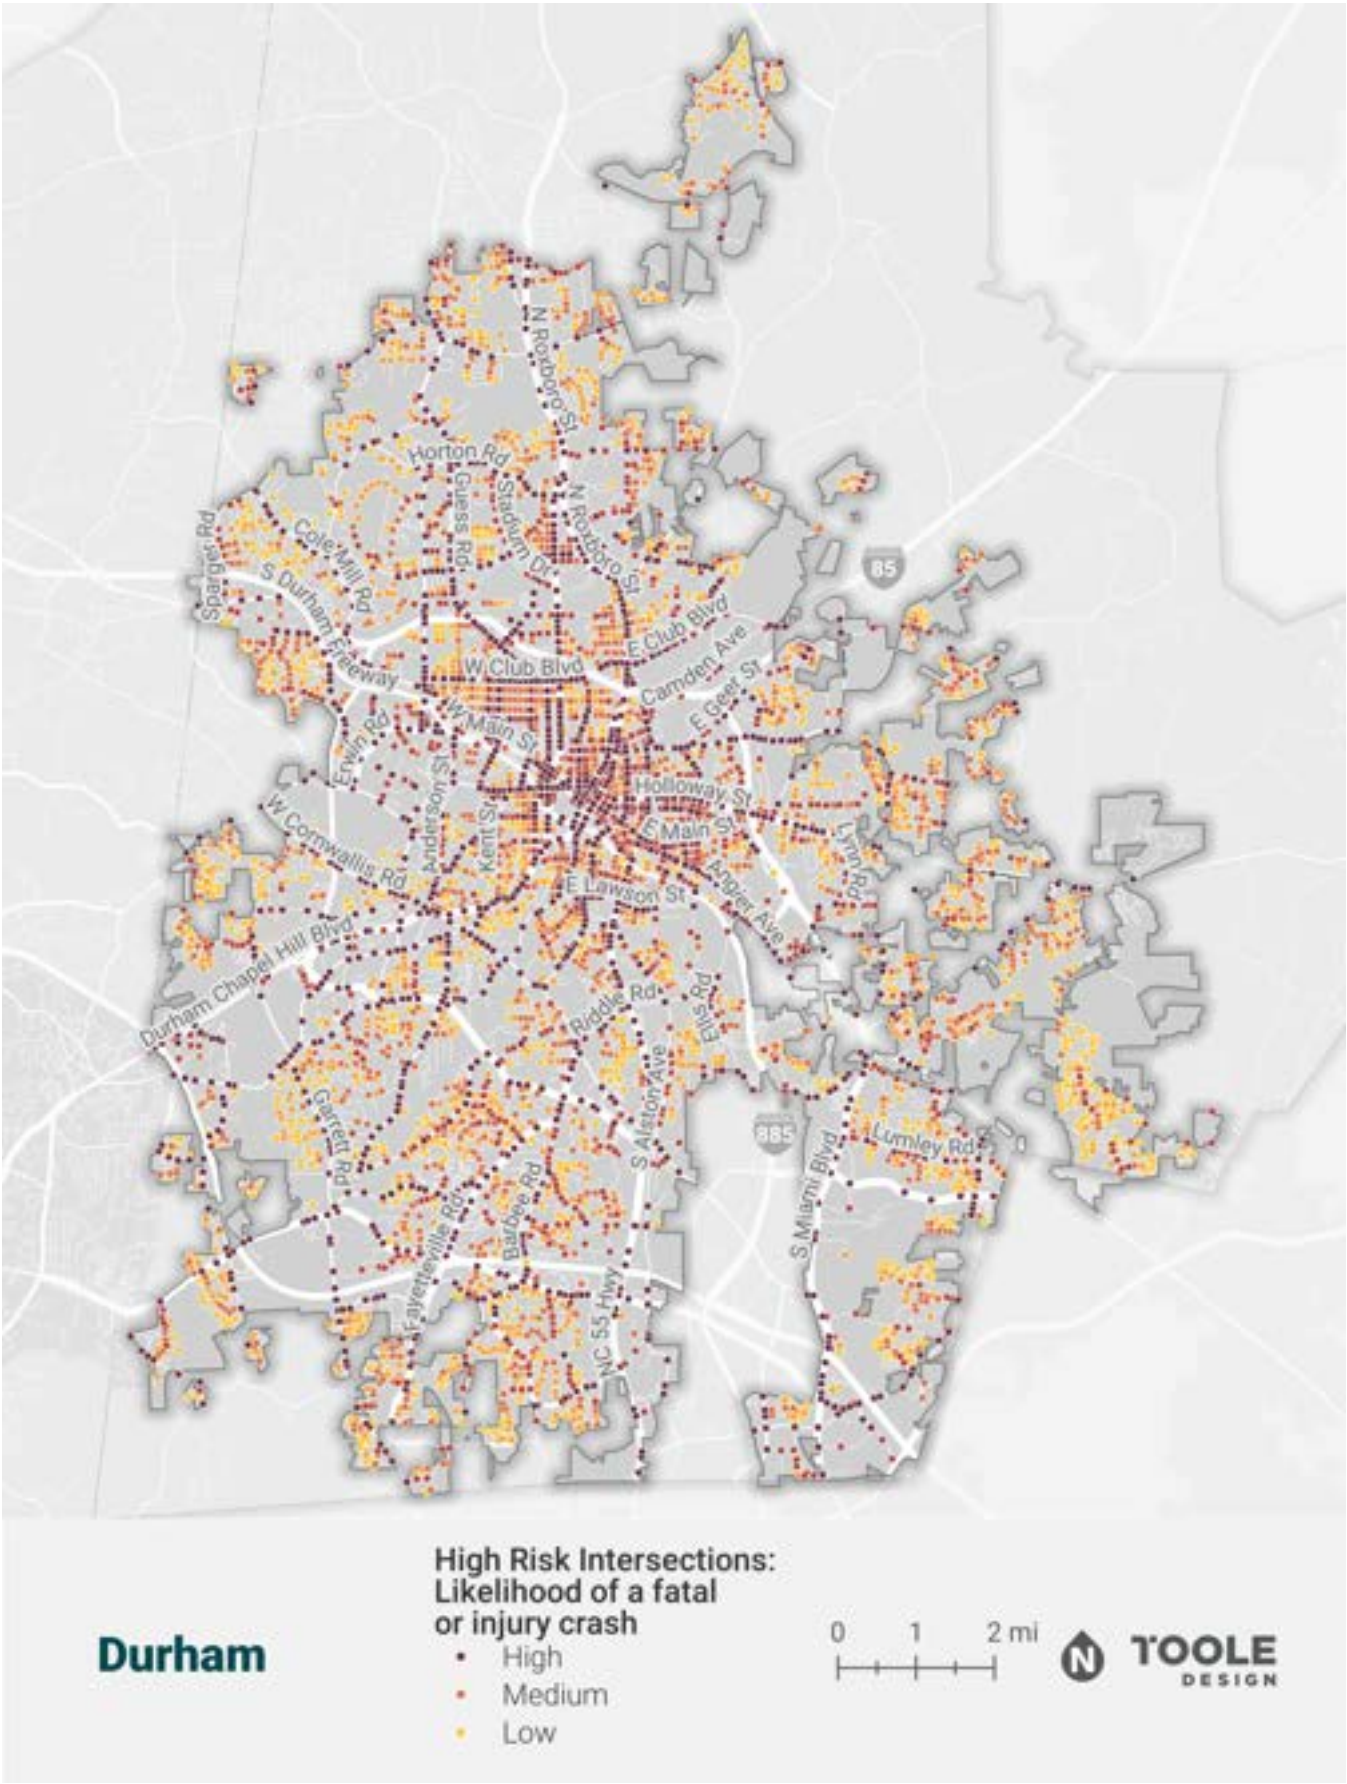 N Roxboro St
Horton Rd
Guess Rd
Stadium Dr
N Roxboro St
Sparger Rd
Cole Mill Rd
S Durham Freeway
85
E Club Blvd
W Club Blvd
Camden Ave
E Geer St
W Main St
Erwin Rd
Anderson St
Kent St
Holloway St
E Main St
Lynn Rd
W Cornwallis Rd
E Lawson St
Anger Ave
Durham Chapel Hill Blvd
Riddle Rd
Ellis Rd
Garrett Rd
S Alston Ave
885
Lumley Rd
S Miami Blvd
Barbee Rd
Fayetteville Rd
NC 55 Hwy
High Risk Intersections:
Likelihood of a fatal
or injury crash
High
Medium
Low
Durham
0 1 2 mi
N
TOOLE
DESIGN